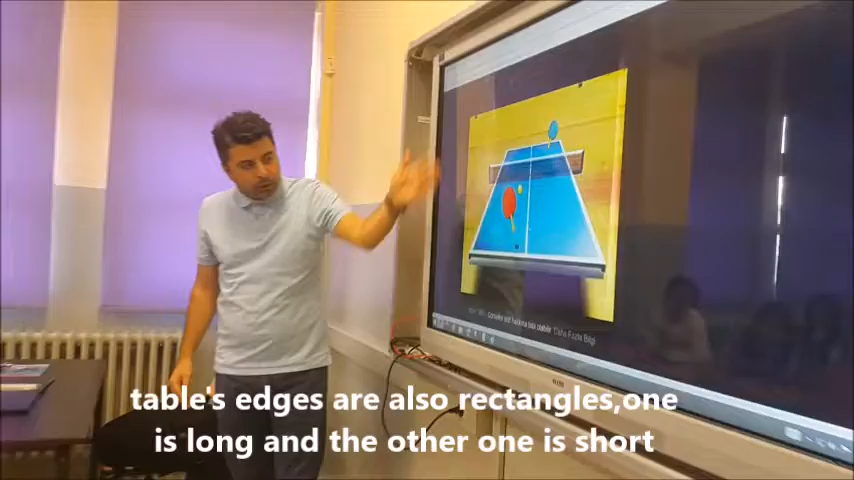 table's edges are also rectangles,one
is long and the other one is short